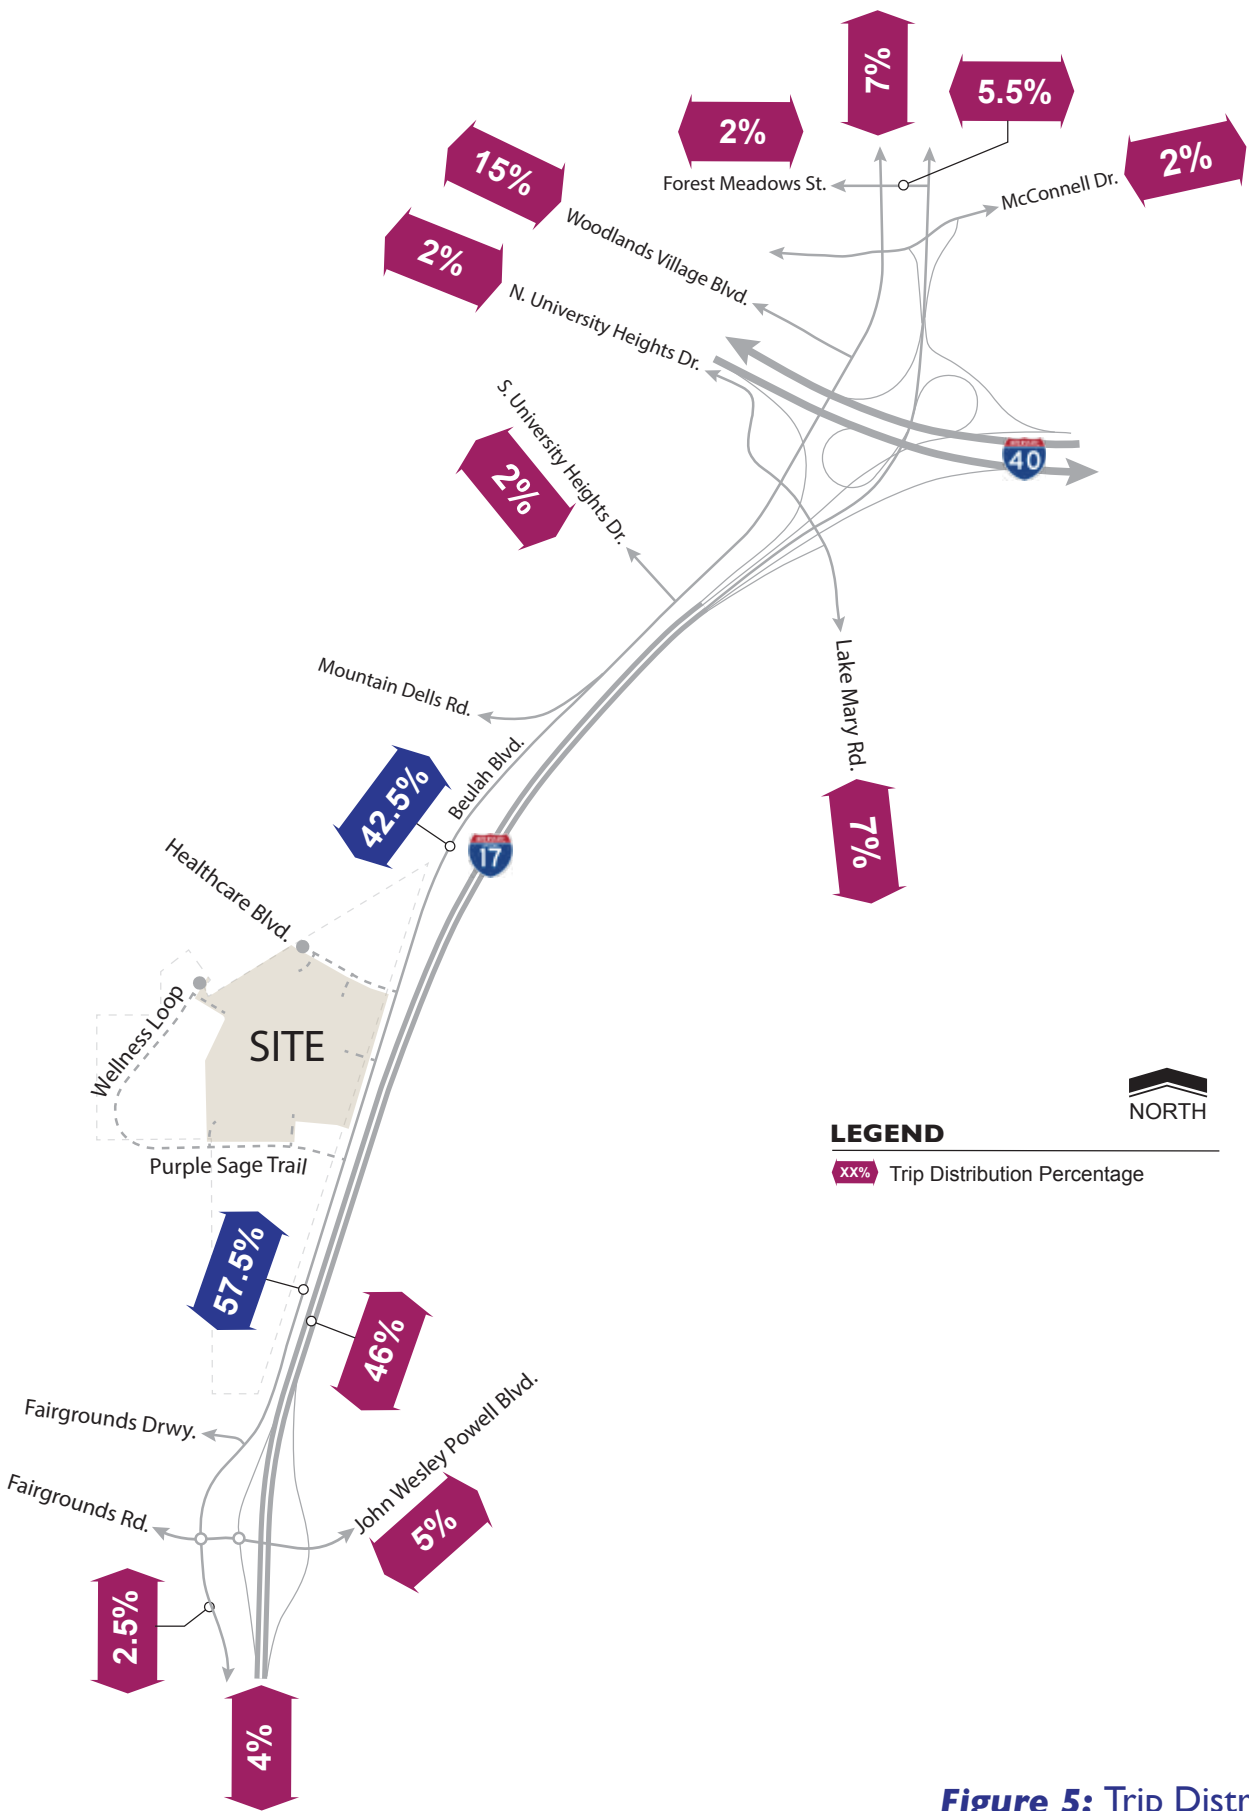 7%
5.5%
2%
2%
Forest Meadows St.
McConnell Dr.
15%
Woodlands Village Blvd.
2%
N. University Heights Dr.
S. University Heights Dr.
2%
40
Lake Mary Rd.
Mountain Dells Rd.
Beulah Blvd.
42.5%
17
7%
Healthcare Blvd.
Wellness Loop
SITE
NORTH
LEGEND
XX% Trip Distribution Percentage
Purple Sage Trail
57.5%
46%
Fairgrounds Drwy.
John Wesley Powell Blvd.
Fairgrounds Rd.
5%
2.5%
4%
Figure 5: Trip Distr